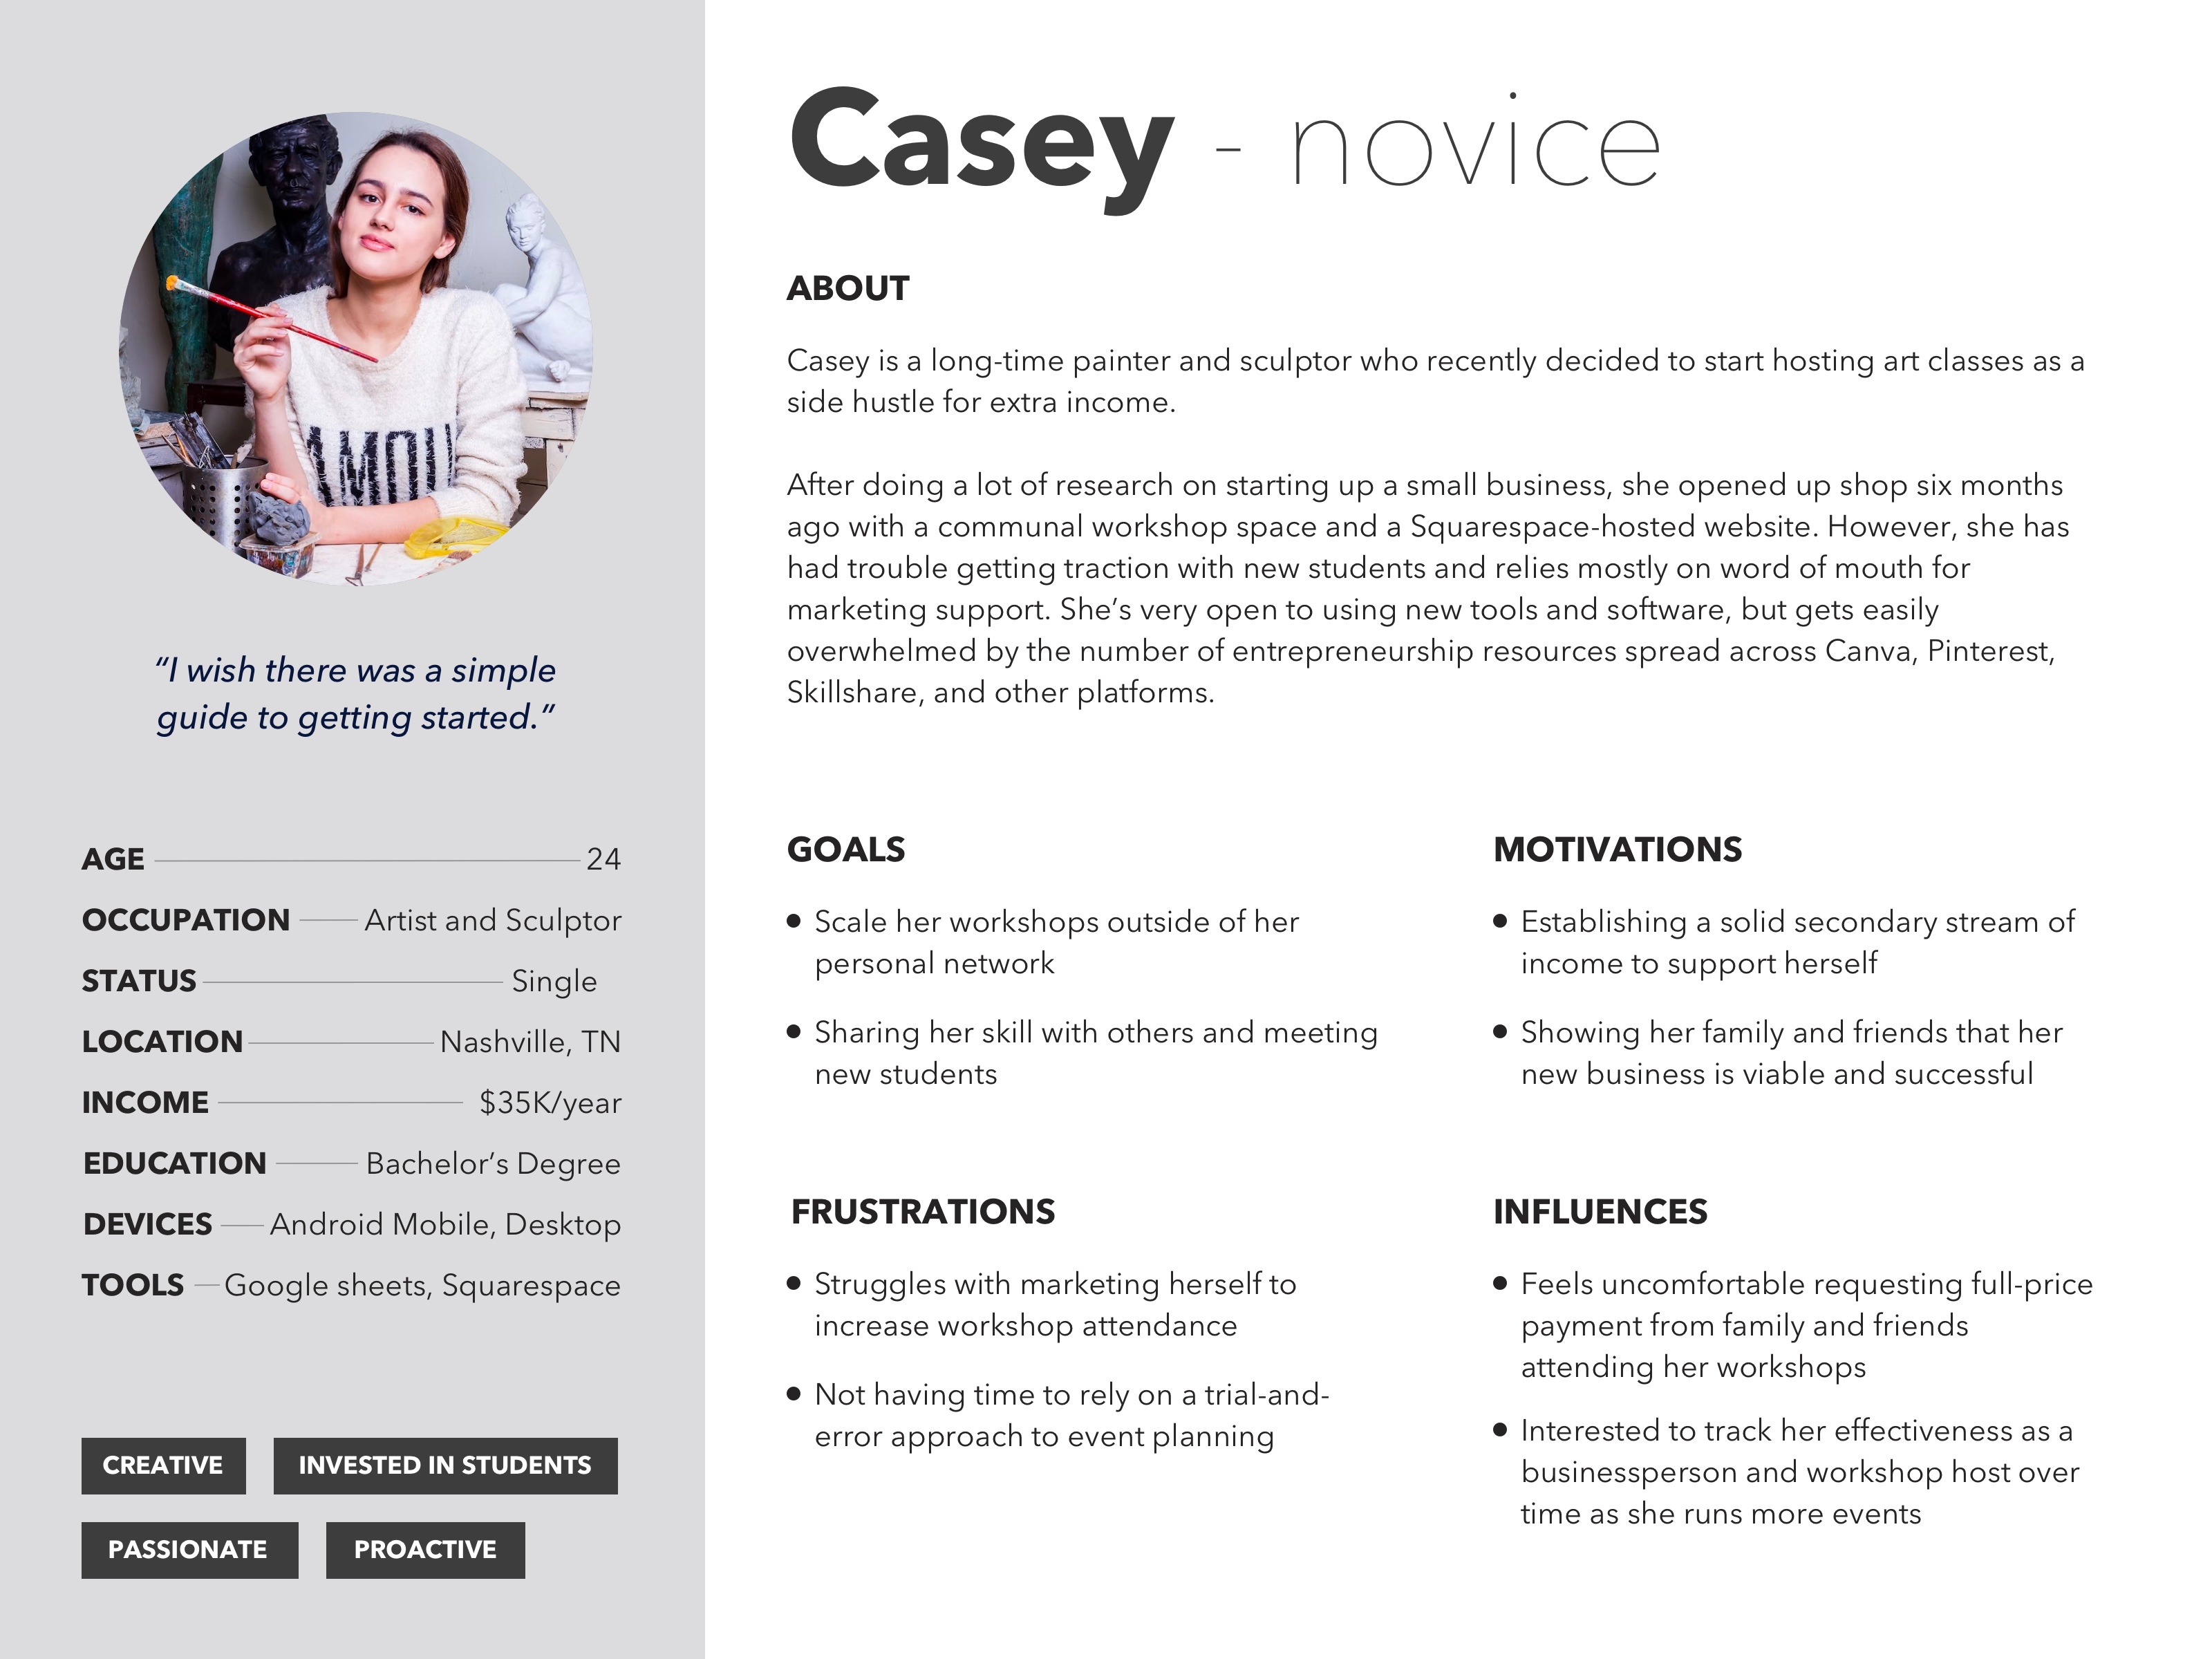 Casey - novice
ABOUT
Casey is a long-time painter and sculptor who recently decided to start hosting art classes as a
side hustle for extra income.
After doing a lot of research on starting up a small business, she opened up shop six months
ago with a communal workshop space and a Squarespace-hosted website. However, she has
had trouble getting traction with new students and relies mostly on word of mouth for
marketing support. She’s very open to using new tools and software, but gets easily
overwhelmed by the number of entrepreneurship resources spread across Canva, Pinterest,
Skillshare, and other platforms.
AMOU
“I wish there was a simple
guide to getting started.”
AGE 24
OCCUPATION Artist and Sculptor
STATUS Single
LOCATION Nashville, TN
INCOME $35K/year
EDUCATION Bachelor’s Degree
DEVICES Android Mobile, Desktop
TOOLS Google sheets, Squarespace
CREATIVE INVESTED IN STUDENTS
PASSIONATE PROACTIVE
GOALS
Scale her workshops outside of her
personal network
Sharing her skill with others and meeting
new students
MOTIVATIONS
Establishing a solid secondary stream of
income to support herself
Showing her family and friends that her
new business is viable and successful
FRUSTRATIONS
Struggles with marketing herself to
increase workshop attendance
Not having time to rely on a trial-and-
error approach to event planning
INFLUENCES
Feels uncomfortable requesting full-price
payment from family and friends
attending her workshops
Interested to track her effectiveness as a
businessperson and workshop host over
time as she runs more events